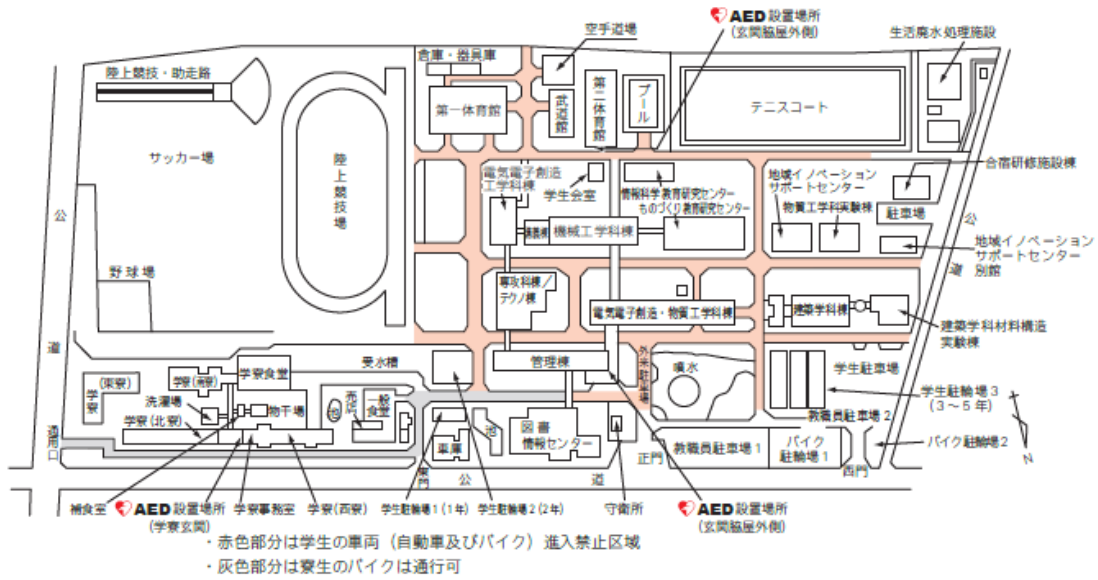 AED 設置場所
(玄関脇屋外側)
空手道場
生活廃水処理施設
倉庫・器具庫
陸上競技・助走路
第一体育館
武道館
第二体育館
プール
テニスコート
サッカー場
陸上競技場
電気電子創造
工学科棟
学生会室
情報科学教育研究センター
ものづくり教育研究センター
地域イノベーション
サポートセンター
物質工学科実験棟
合宿研修施設棟
駐車場
公道
講義棟
機械工学科棟
地域イノベーション
サポートセンター
別館
公道
野球場
専攻科棟/
テクノ棟
電気電子創造・物質工学科棟
建築学科棟
建築学科材料構造
実験棟
管理棟
外来駐車場
噴水
学生駐車場
学生駐輪場3
(3~5年)
教職員駐車場2
受水槽
学寮食堂
学寮(南寮)
(東寮)
学寮
洗濯場
物干場
池
売店
一般
食堂
学寮(北寮)
通用口
車庫
池
図書
情報センター
正門
教職員駐車場1
バイク
駐輪場1
バイク駐輪場2
西門
東門
公道
N
補食室
AED 設置場所
(学寮玄関)
学寮事務室
学寮(西寮)
学生駐輪場1(1年)
学生駐輪場2(2年)
守衛所
AED 設置場所
(玄関脇屋外側)
・赤色部分は学生の車両(自動車及びバイク)進入禁止区域
・灰色部分は寮生のバイクは通行可